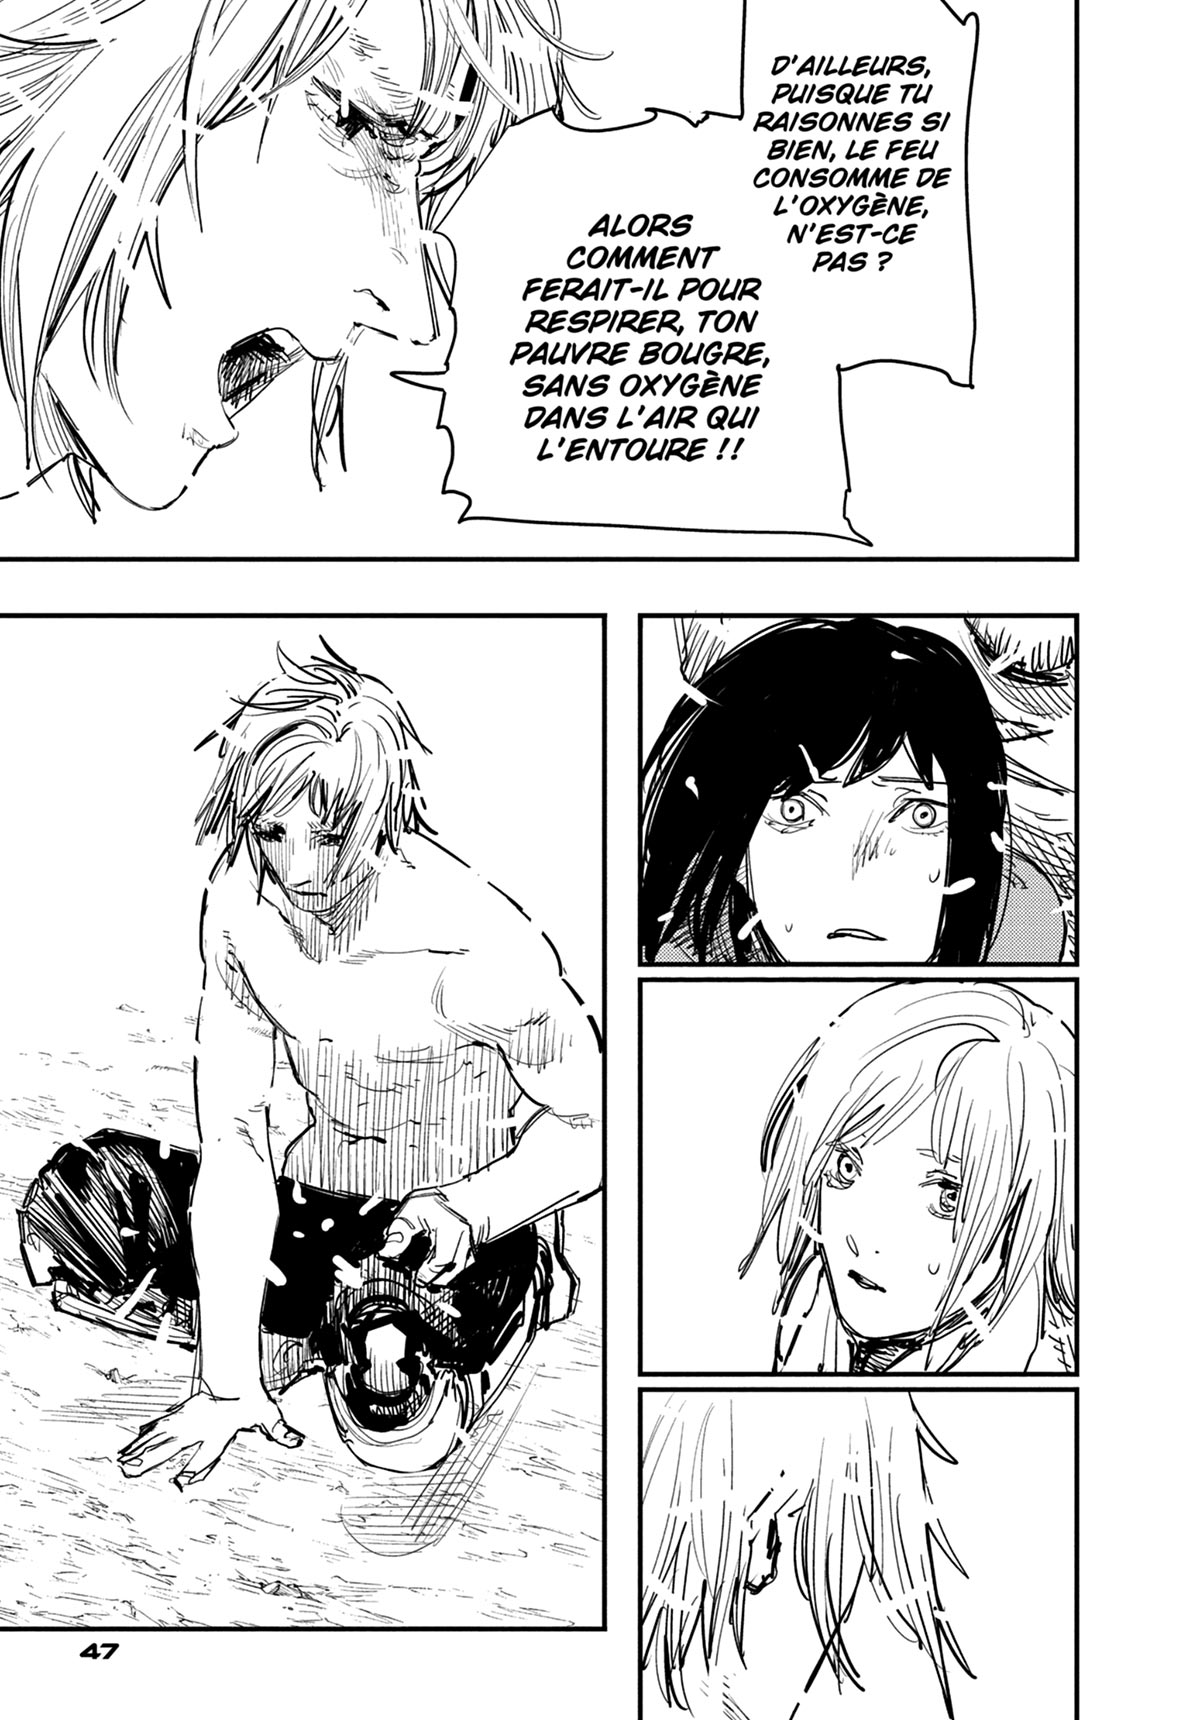 D'AILLEURS,
PUISQUE TU
RAISONNES SI
BIEN, LE FEU
CONSOMME DE
L'OXYGÈNE,
N'EST-CE
PAS ?
ALORS
COMMENT
FERAIT-IL POUR
RESPIRER, TON
PAUVRE BOUGRE,
SANS OXYGÈNE
DANS L'AIR QUI
L'ENTOURE !!
47